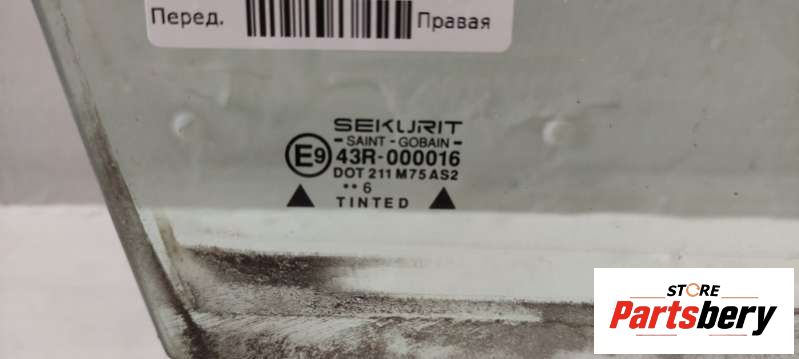 Перед. Правая
SEKURIT
- SAINT - GOBAIN -
E9 43R-000016
DOT 211 M75 AS2
** 6
TINTED
STORE
Partsbery